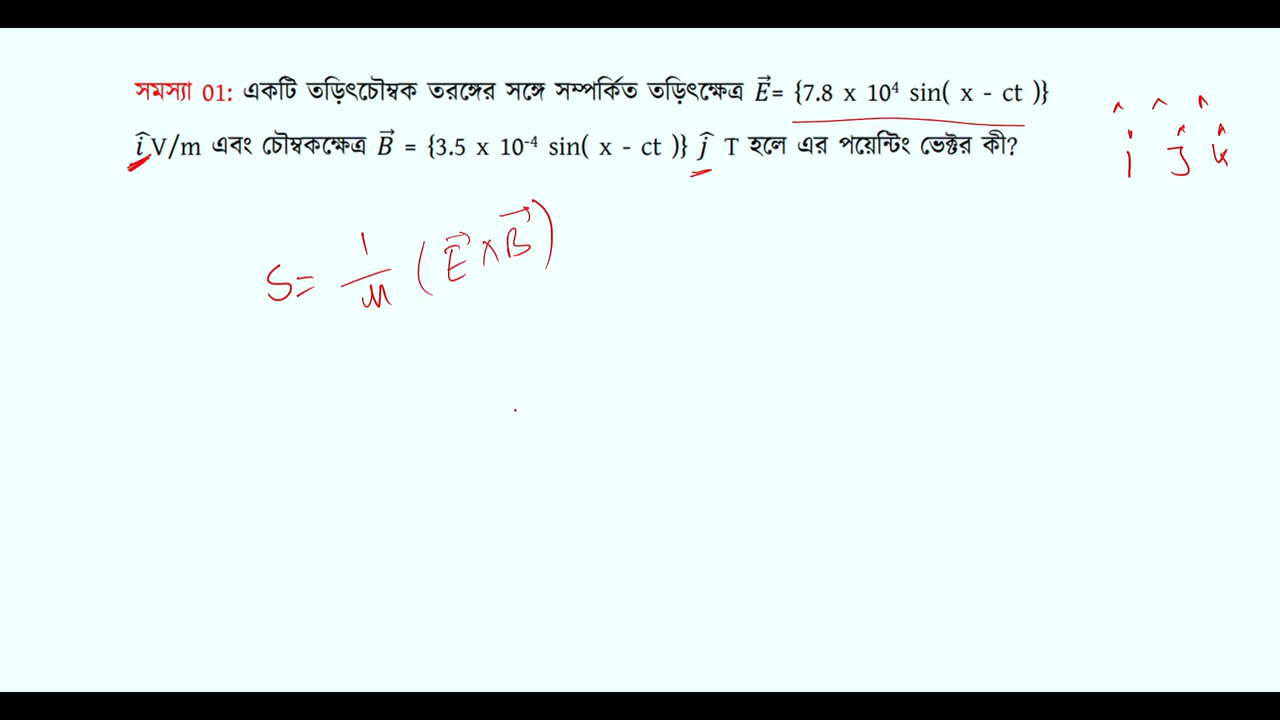 সমস্যা 01: একটি তড়িৎচৌম্বক তরঙ্গের সঙ্গে সম্পর্কিত তড়িৎক্ষেত্র E⃗= {7.8 x 10⁴ sin( x - ct )}
î V/m এবং চৌম্বকক্ষেত্র B⃗ = {3.5 x 10⁻⁴ sin( x - ct )} ĵ T হলে এর পয়েন্টিং ভেক্টর কী?
î ĵ k̂
S = 1/μ (E⃗ × B⃗)